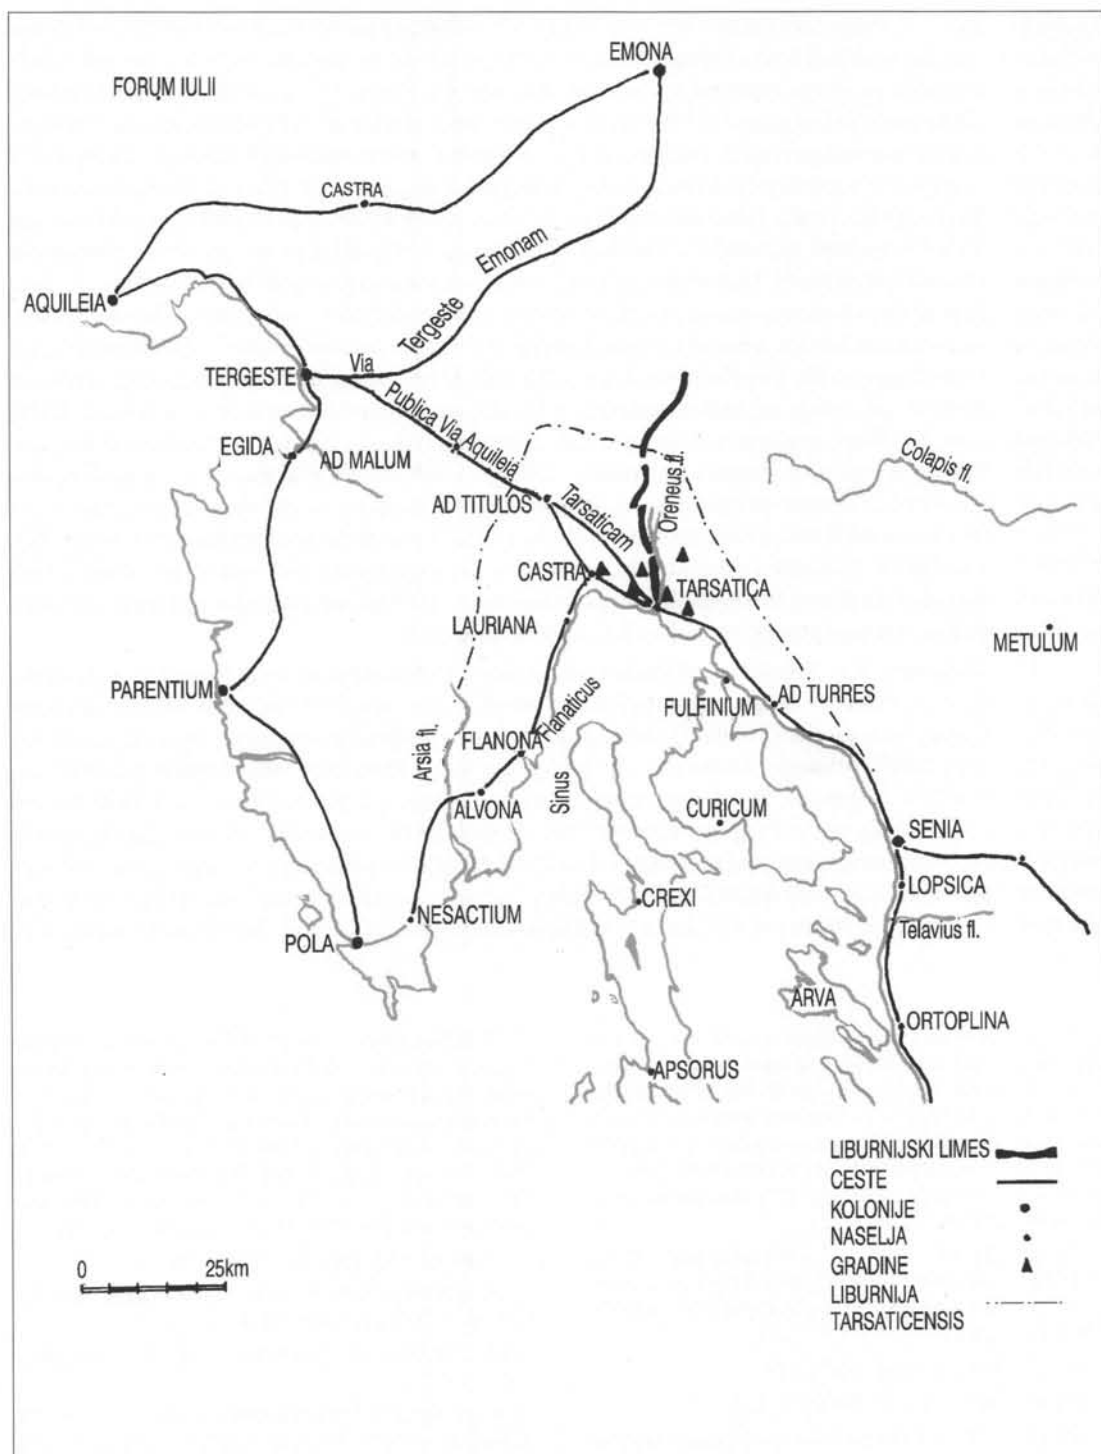 EMONA
FORUM IULII
CASTRA
Via Tergeste Emonam
AQUILEIA
TERGESTE
Publica Via Aquileia Tarsaticam
EGIDA
AD MALUM
Colapis fl.
Oreneus fl.
AD TITULOS
CASTRA
TARSATICA
LAURIANA
METULUM
PARENTIUM
FULFINIUM
AD TURRES
Arsia fl.
FLANONA
Sinus Flanaticus
ALVONA
CURICUM
SENIA
LOPSICA
CREXI
NESACTIUM
Telavius fl.
POLA
ARVA
ORTOPLINA
APSORUS
LIBURNIJSKI LIMES
CESTE
KOLONIJE
NASELJA
GRADINE
LIBURNIJA
TARSATICENSIS
0 25km